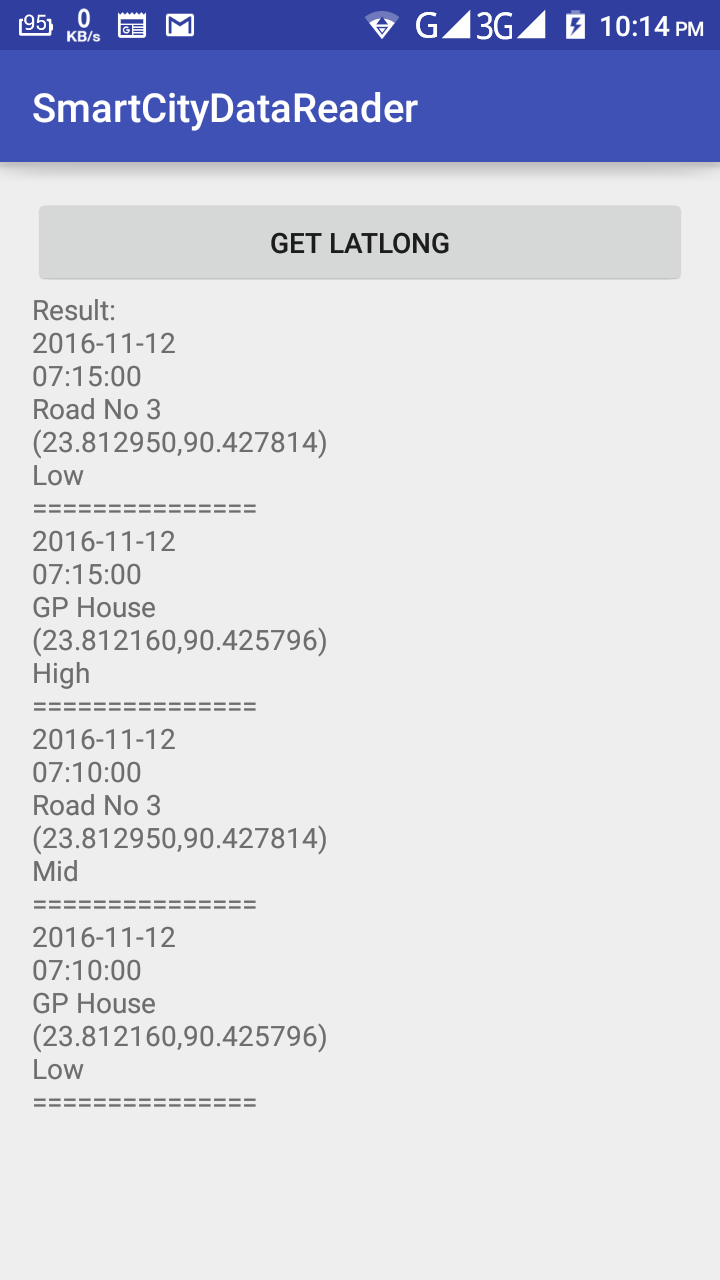 95 0 KB/s G 3G 10:14 PM
SmartCityDataReader
GET LATLONG
Result:
2016-11-12
07:15:00
Road No 3
(23.812950,90.427814)
Low
===============
2016-11-12
07:15:00
GP House
(23.812160,90.425796)
High
===============
2016-11-12
07:10:00
Road No 3
(23.812950,90.427814)
Mid
===============
2016-11-12
07:10:00
GP House
(23.812160,90.425796)
Low
===============